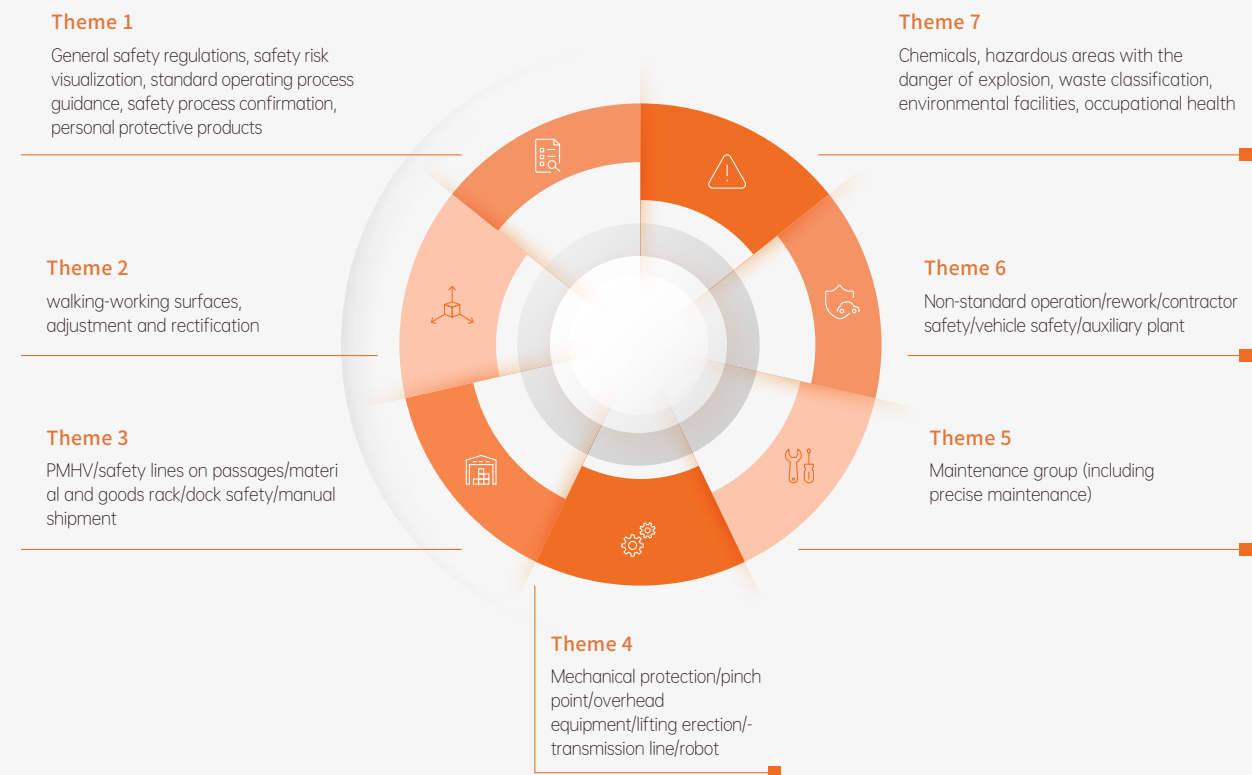 Theme 1
General safety regulations, safety risk
visualization, standard operating process
guidance, safety process confirmation,
personal protective products
Theme 2
walking-working surfaces,
adjustment and rectification
Theme 3
PMHV/safety lines on passages/materi
al and goods rack/dock safety/manual
shipment
Theme 4
Mechanical protection/pinch
point/overhead
equipment/lifting erection/-
transmission line/robot
Theme 5
Maintenance group (including
precise maintenance)
Theme 6
Non-standard operation/rework/contractor
safety/vehicle safety/auxiliary plant
Theme 7
Chemicals, hazardous areas with the
danger of explosion, waste classification,
environmental facilities, occupational health